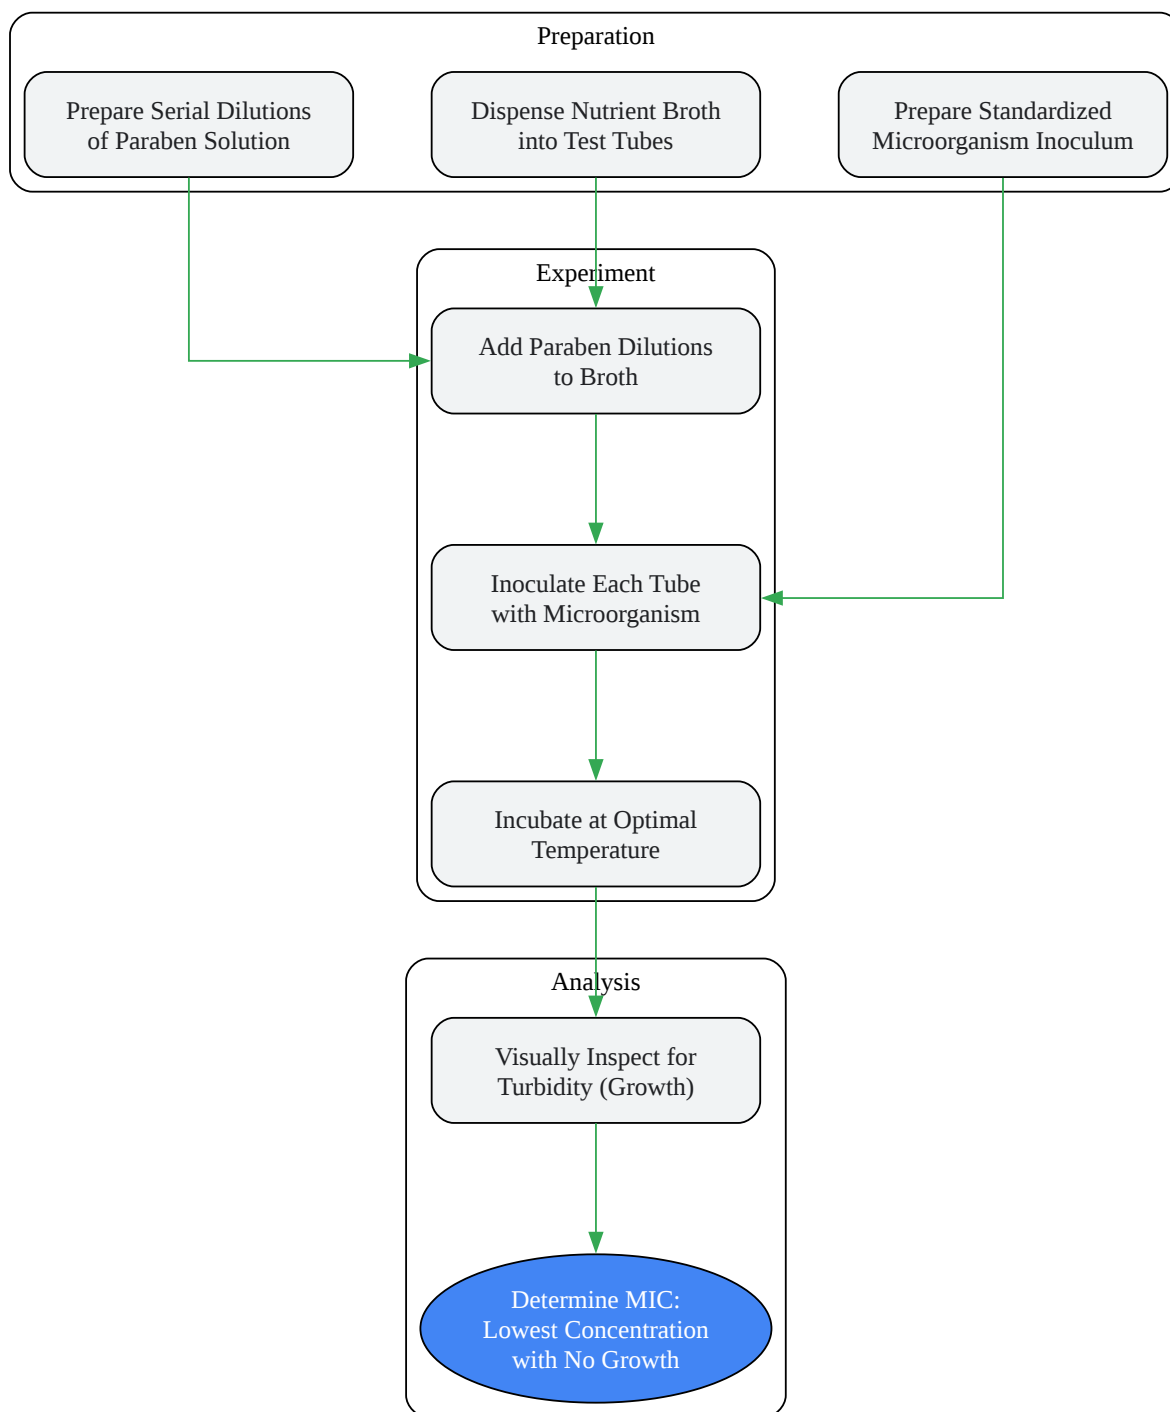 Preparation
Prepare Serial Dilutions
of Paraben Solution
Dispense Nutrient Broth
into Test Tubes
Prepare Standardized
Microorganism Inoculum
Experiment
Add Paraben Dilutions
to Broth
Inoculate Each Tube
with Microorganism
Incubate at Optimal
Temperature
Analysis
Visually Inspect for
Turbidity (Growth)
Determine MIC:
Lowest Concentration
with No Growth